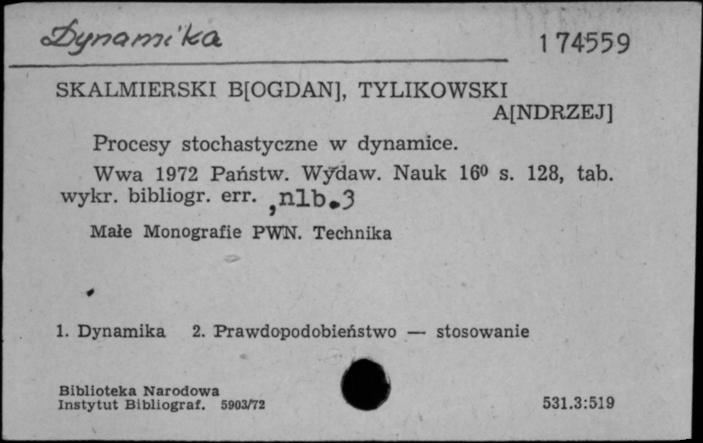 Dynamika
174559
SKALMIERSKI B[OGDAN], TYLIKOWSKI
A[NDRZEJ]
Procesy stochastyczne w dynamice.
Wwa 1972 Państw. Wydaw. Nauk 16⁰ s. 128, tab.
wykr. bibliogr. err. ,nlb.3
Małe Monografie PWN. Technika
1. Dynamika 2. Prawdopodobieństwo — stosowanie
Biblioteka Narodowa
Instytut Bibliograf. 5903/72
531.3:519